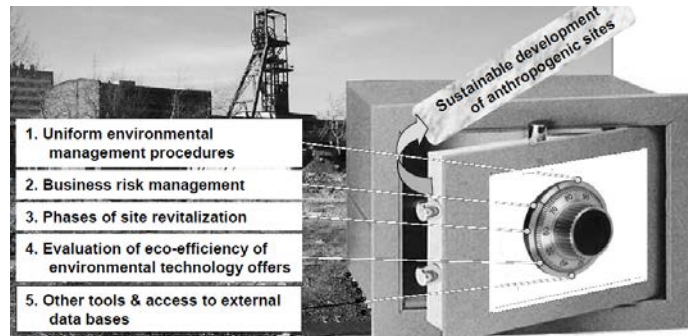 Sustainable development
of anthropogenic sites
1. Uniform environmental
management procedures
2. Business risk management
3. Phases of site revitalization
4. Evaluation of eco-efficiency of
environmental technology offers
5. Other tools & access to external
data bases